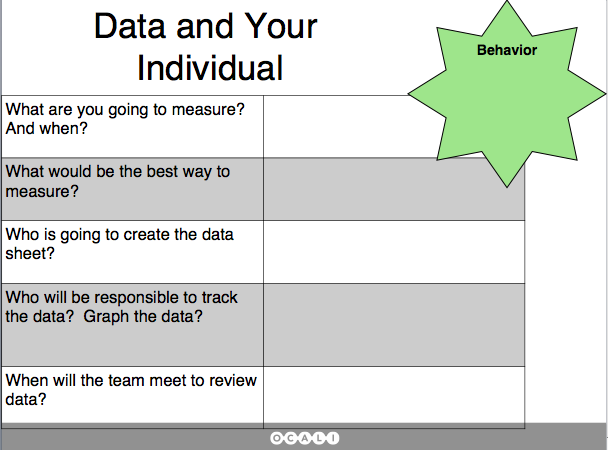 Data and Your
Individual
Behavior
What are you going to measure?
And when?
What would be the best way to
measure?
Who is going to create the data
sheet?
Who will be responsible to track
the data?  Graph the data?
When will the team meet to review
data?
OCALI